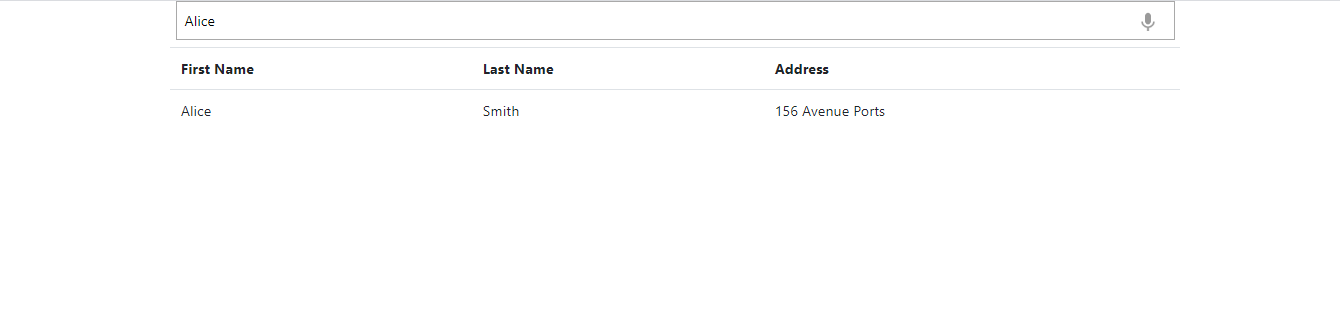 Alice
First Name Last Name Address
Alice Smith 156 Avenue Ports